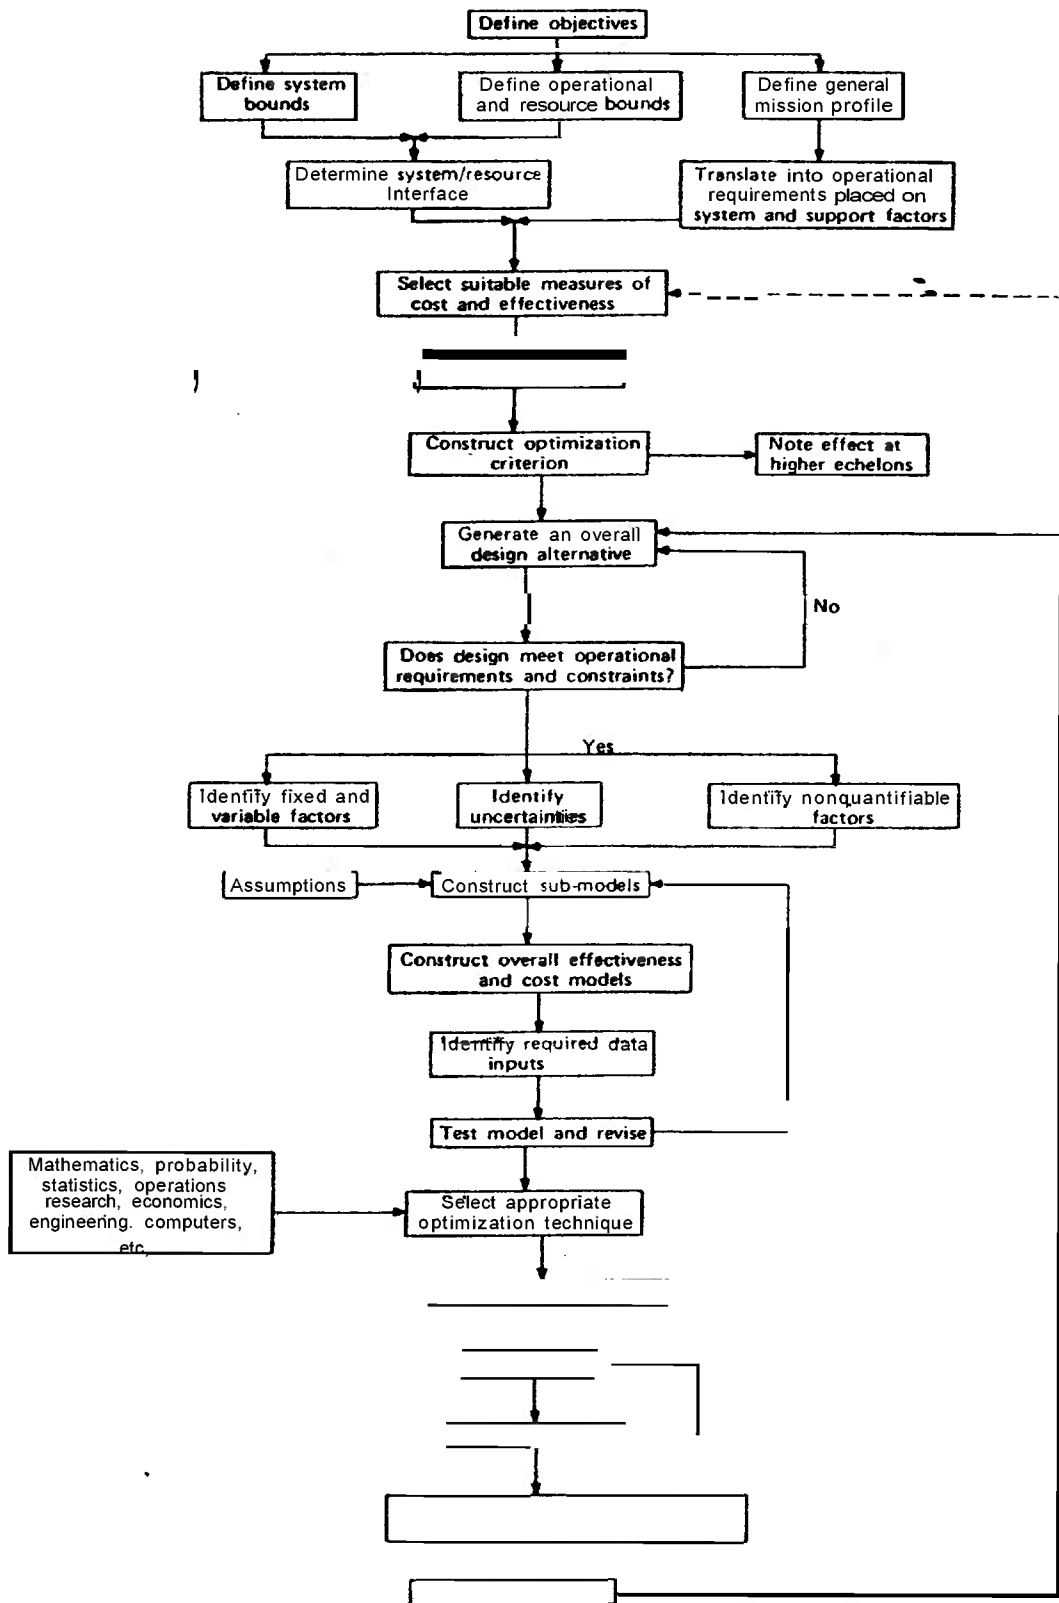 Define objectives
Define system
bounds
Define operational
and resource bounds
Define general
mission profile
Determine system/resource
Interface
Translate into operational
requirements placed on
system and support factors
Select suitable measures of
cost and effectiveness
Construct optimization
criterion
Note effect at
higher echelons
Generate an overall
design alternative
No
Does design meet operational
requirements and constraints?
Yes
Identify fixed and
variable factors
Identify
uncertainties
Identify nonquantifiable
factors
Assumptions
Construct sub-models
Construct overall effectiveness
and cost models
Identify required data
inputs
Test model and revise
Mathematics, probability,
statistics, operations
research, economics,
engineering. computers,
etc,
Select appropriate
optimization technique